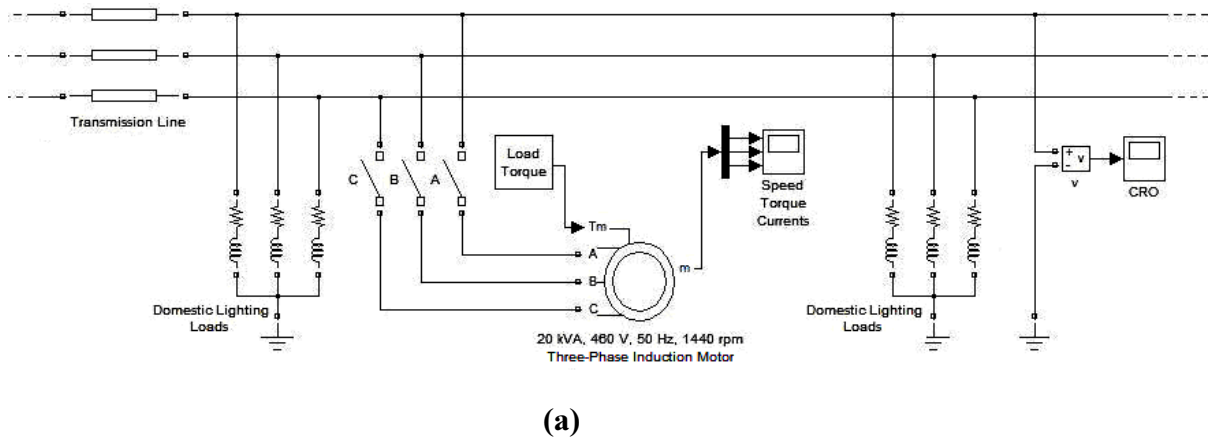 Transmission Line
C
B
A
Load
Torque
Speed
Torque
Currents
+
-
v
v
CRO
Tm
A
B
C
m
Domestic Lighting
Loads
Domestic Lighting
Loads
20 kVA, 460 V, 50 Hz, 1440 rpm
Three-Phase Induction Motor
(a)